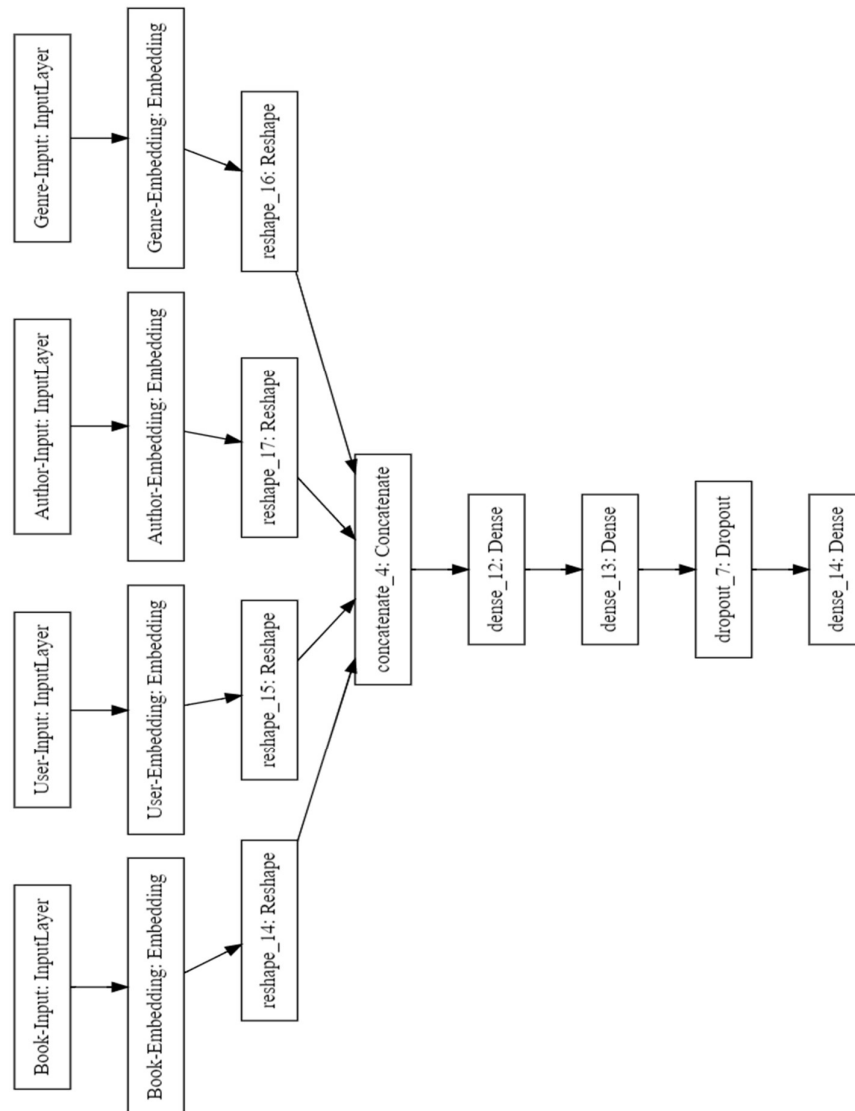 Book-Input: InputLayer
User-Input: InputLayer
Author-Input: InputLayer
Genre-Input: InputLayer
Book-Embedding: Embedding
User-Embedding: Embedding
Author-Embedding: Embedding
Genre-Embedding: Embedding
reshape_14: Reshape
reshape_15: Reshape
reshape_17: Reshape
reshape_16: Reshape
concatenate_4: Concatenate
dense_12: Dense
dense_13: Dense
dropout_7: Dropout
dense_14: Dense